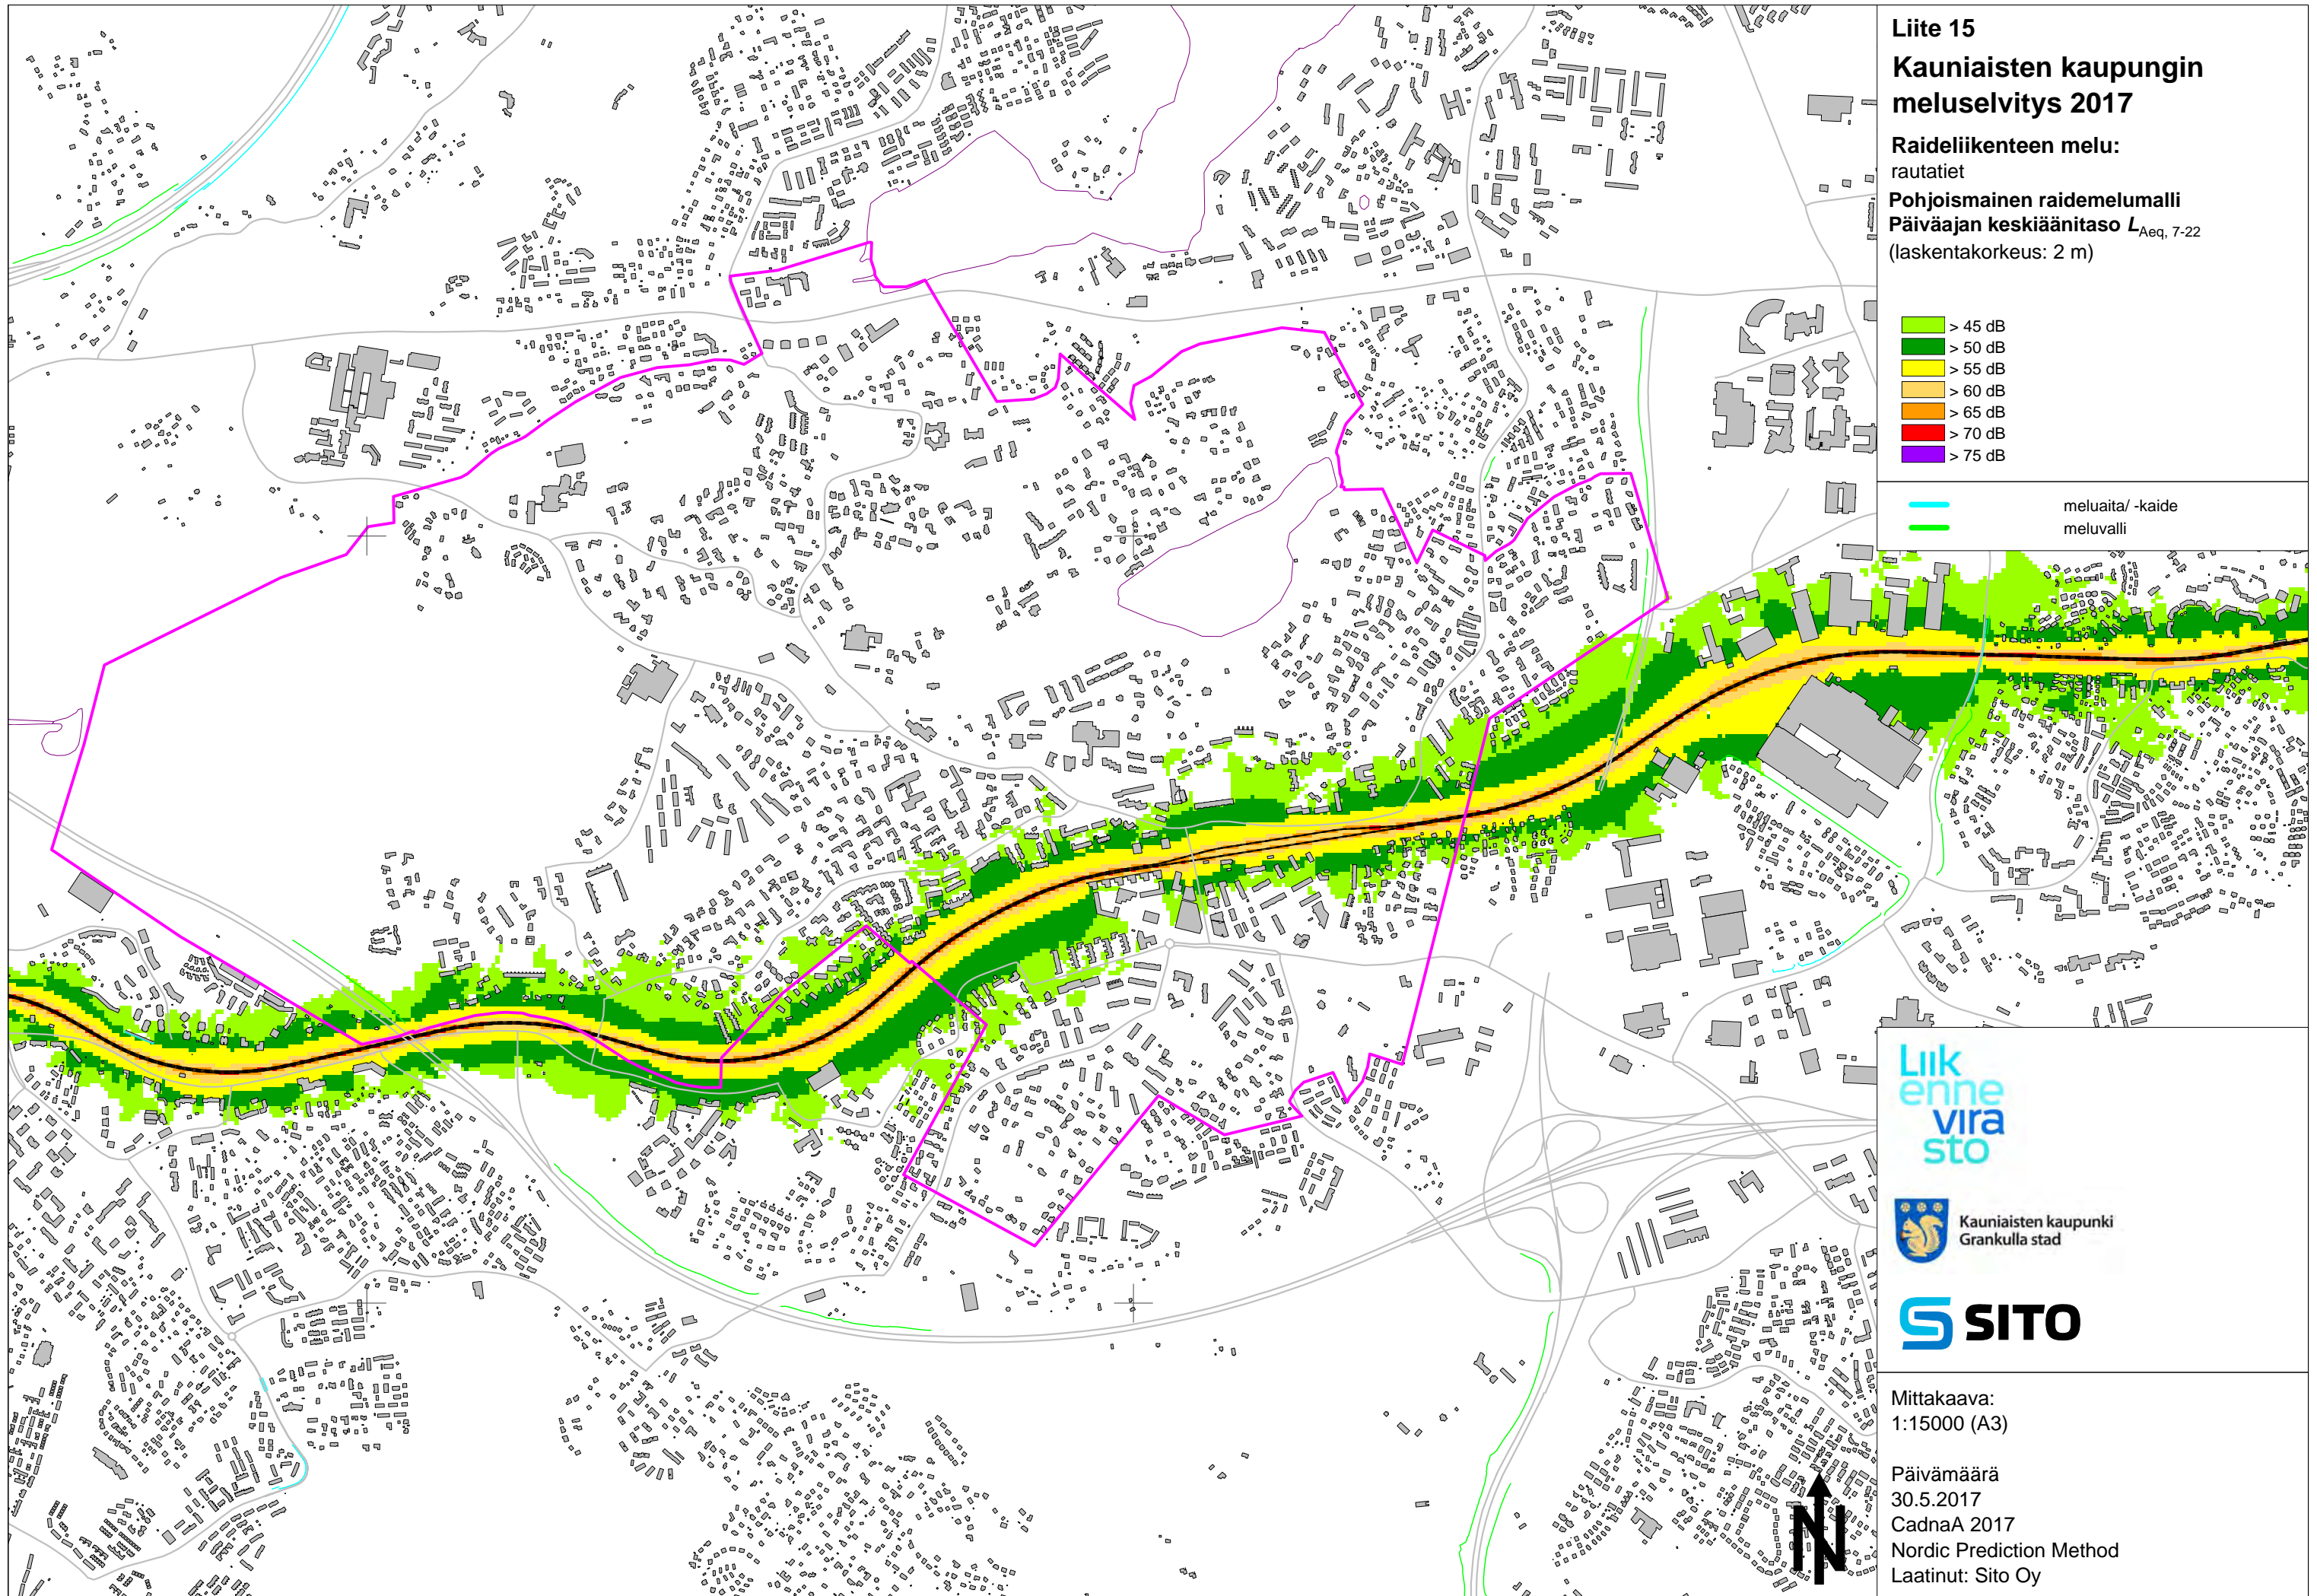 Liite 15
Kauniaisten kaupungin
meluselvitys 2017
Raideliikenteen melu:
rautatiet
Pohjoismainen raidemelumalli
Päiväajan keskiäänitaso LAeq, 7-22
(laskentakorkeus: 2 m)
> 45 dB
> 50 dB
> 55 dB
> 60 dB
> 65 dB
> 70 dB
> 75 dB
meluaita/ -kaide
meluvalli
Liik
enne
vira
sto
Kauniaisten kaupunki
Grankulla stad
SITO
Mittakaava:
1:15000 (A3)
Päivämäärä
30.5.2017
CadnaA 2017
Nordic Prediction Method
Laatinut: Sito Oy
N